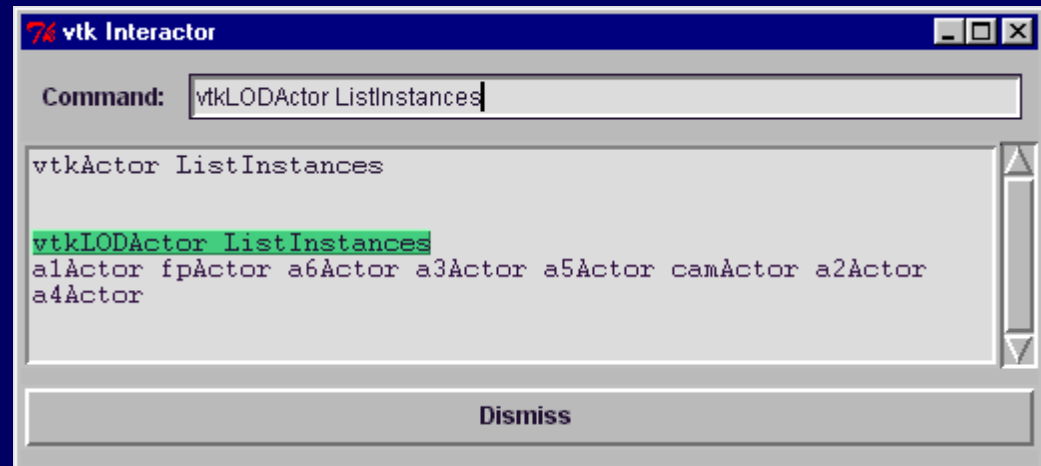 vtk Interactor
Command: vtkLODActor ListInstances
vtkActor ListInstances
vtkLODActor ListInstances
a1Actor fpActor a6Actor a3Actor a5Actor camActor a2Actor
a4Actor
Dismiss